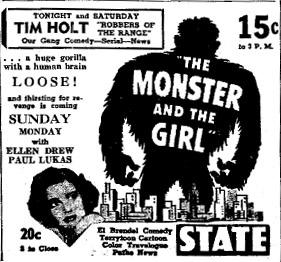 TONIGHT and SATURDAY
TIM HOLT "ROBBERS OF THE RANGE"
Our Gang Comedy—Serial—News
15c
to 3 P. M.
. . . a huge gorilla
with a human brain
LOOSE!
and thirsting for re-
venge is coming
SUNDAY
MONDAY
with
ELLEN DREW
PAUL LUKAS
"THE
MONSTER
AND THE
GIRL"
20c
3 to Close
El Brendel Comedy
Terrytoon Cartoon
Color Travelogue
Pathe News
STATE